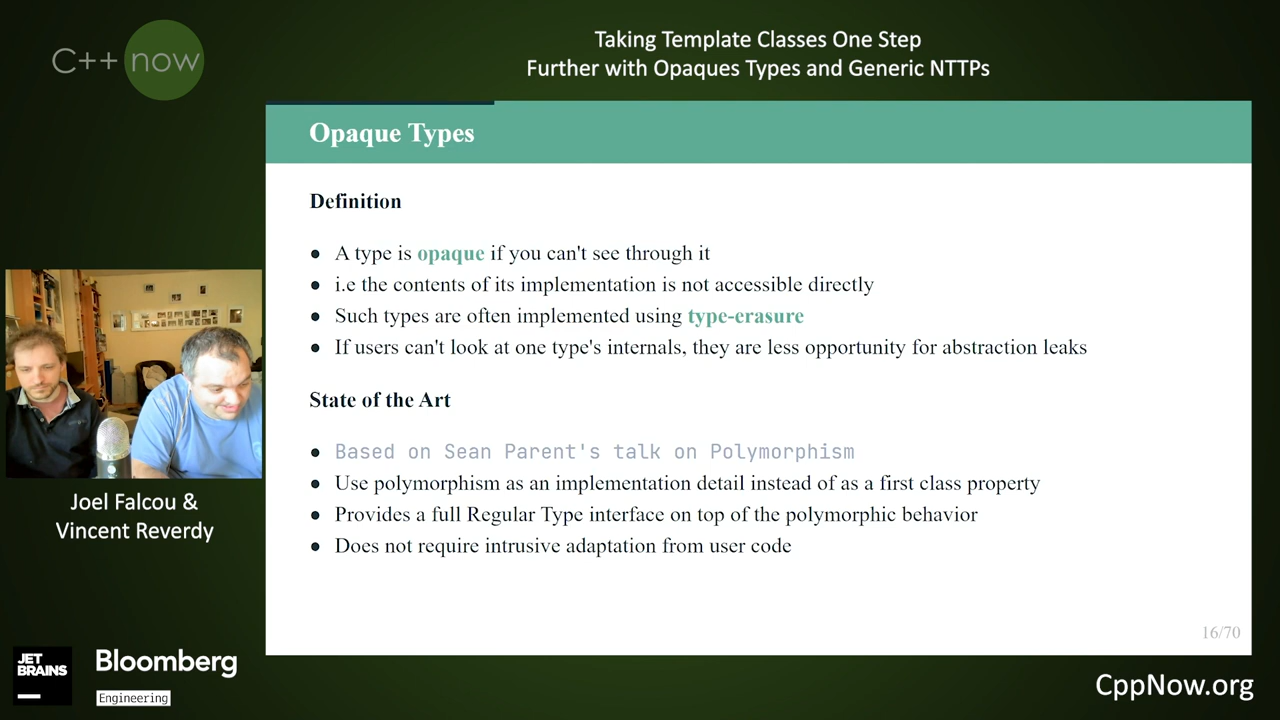 C++ now
Taking Template Classes One Step
Further with Opaques Types and Generic NTTPs
Opaque Types
Definition
A type is opaque if you can't see through it
i.e the contents of its implementation is not accessible directly
Such types are often implemented using type-erasure
If users can't look at one type's internals, they are less opportunity for abstraction leaks
State of the Art
Based on Sean Parent's talk on Polymorphism
Use polymorphism as an implementation detail instead of as a first class property
Provides a full Regular Type interface on top of the polymorphic behavior
Does not require intrusive adaptation from user code
16/70
Joel Falcou &
Vincent Reverdy
JET
BRAINS
Bloomberg
Engineering
CppNow.org